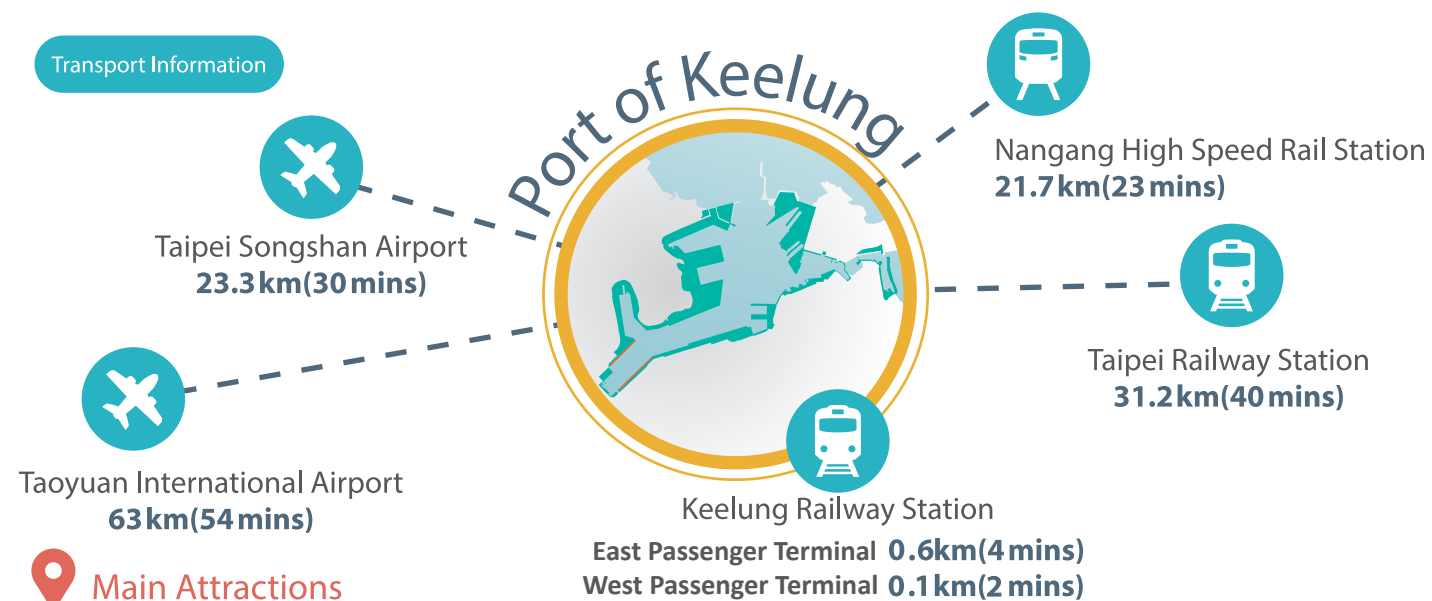 Transport Information
Port of Keelung
Nangang High Speed Rail Station
21.7km(23mins)
Taipei Songshan Airport
23.3km(30mins)
Taipei Railway Station
31.2km(40mins)
Taoyuan International Airport
63km(54mins)
Keelung Railway Station
East Passenger Terminal 0.6km(4mins)
West Passenger Terminal 0.1km(2mins)
Main Attractions